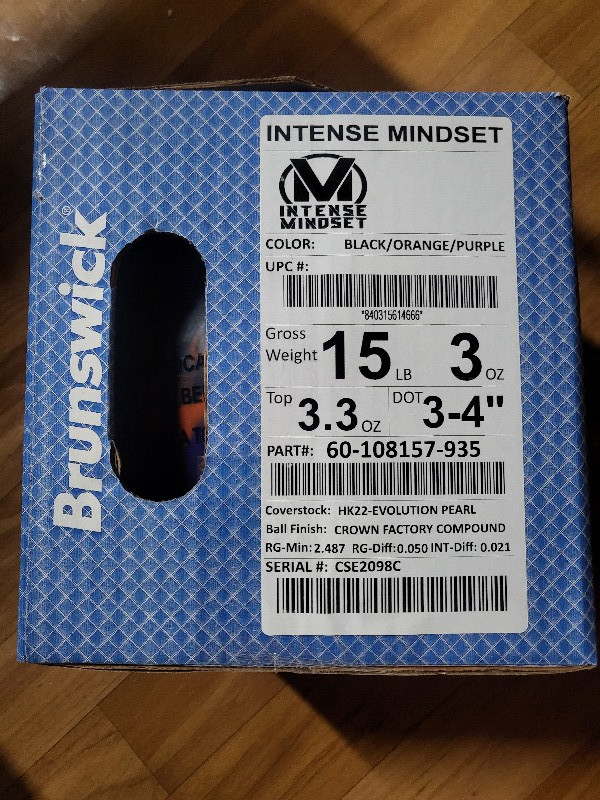 Brunswick®
INTENSE MINDSET
INTENSE
MINDSET
COLOR: BLACK/ORANGE/PURPLE
UPC #:
*840315614666*
Gross Weight 15 LB 3 OZ
Top 3.3 OZ DOT 3-4"
PART#: 60-108157-935
Coverstock: HK22-EVOLUTION PEARL
Ball Finish: CROWN FACTORY COMPOUND
RG-Min: 2.487 RG-Diff: 0.050 INT-Diff: 0.021
SERIAL #: CSE2098C